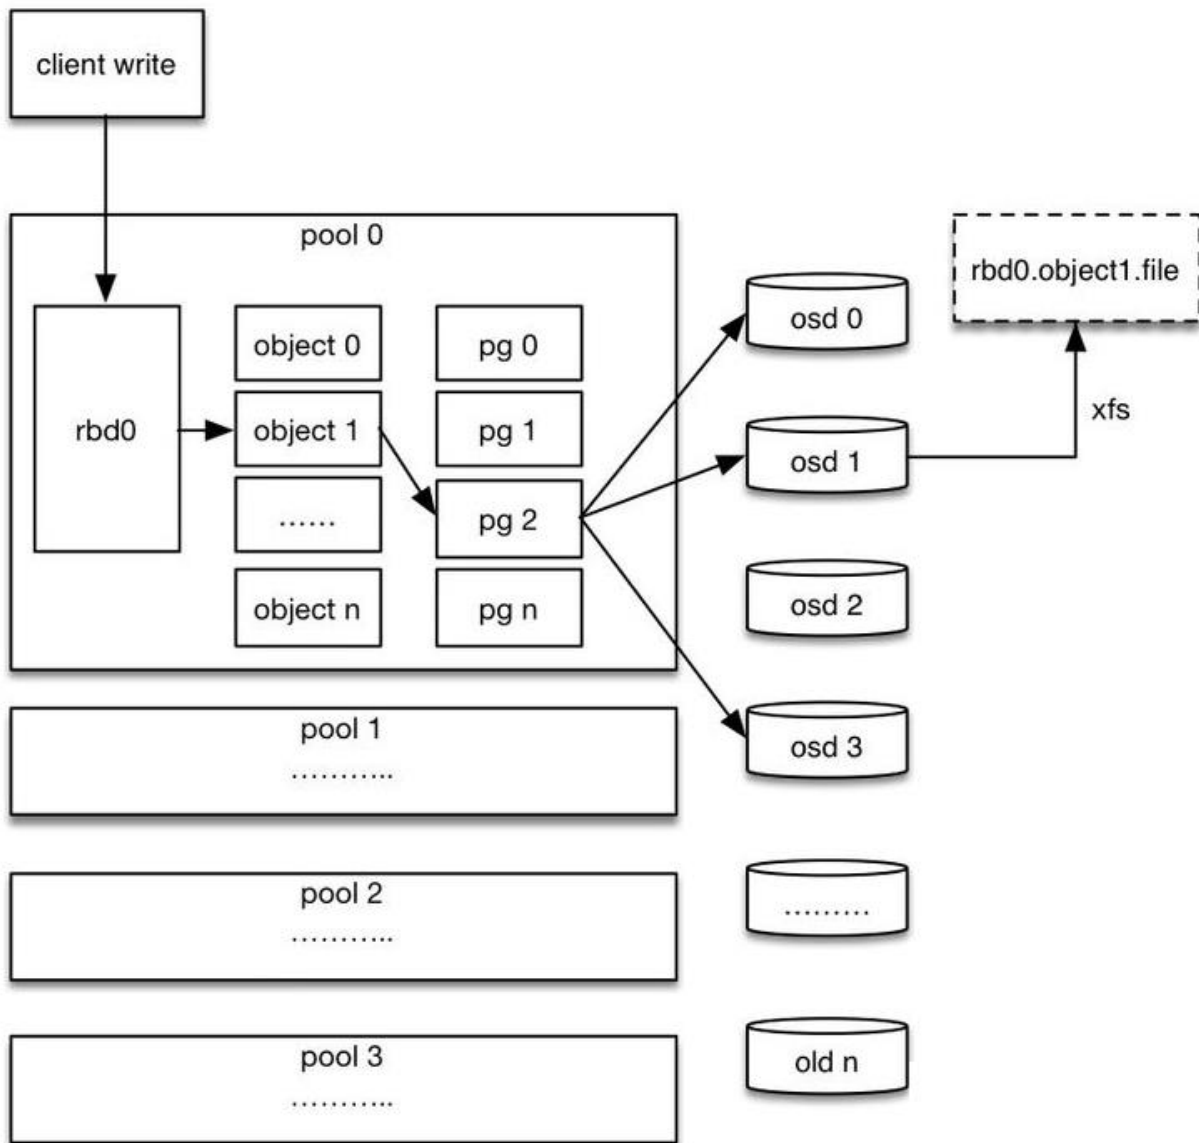 client write
pool 0
rbd0
object 0
object 1
......
object n
pg 0
pg 1
pg 2
pg n
osd 0
osd 1
osd 2
osd 3
.........
old n
rbd0.object1.file
xfs
pool 1
...........
pool 2
...........
pool 3
...........